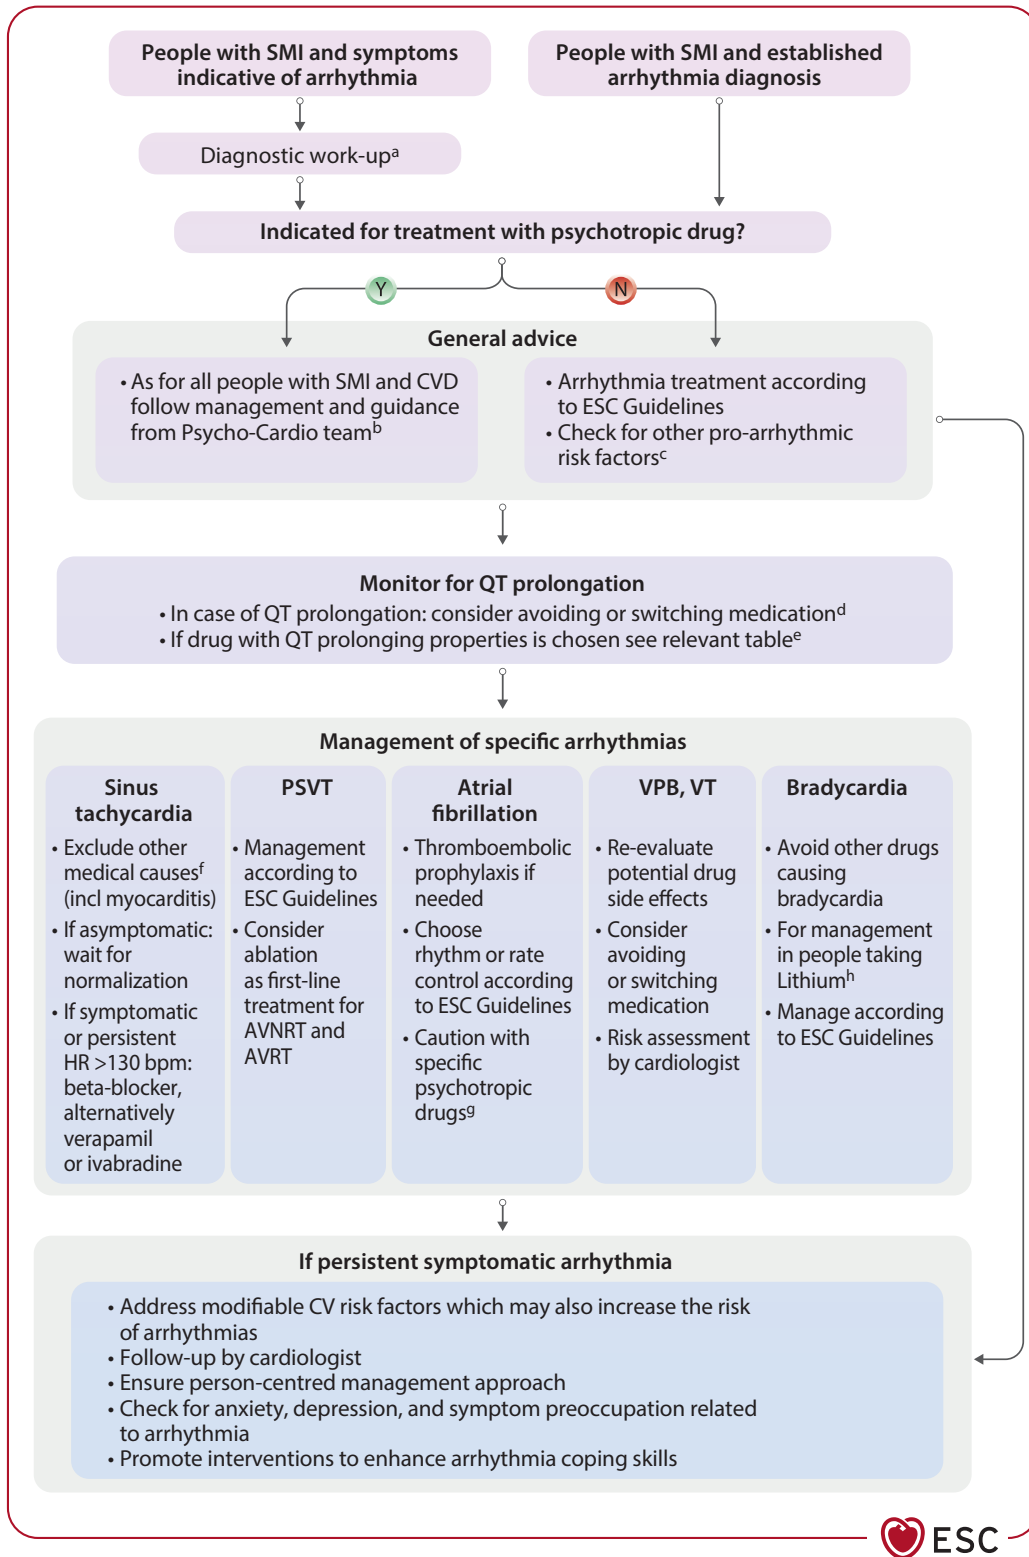 People with SMI and symptoms
indicative of arrhythmia
People with SMI and established
arrhythmia diagnosis
Diagnostic work-upᵃ
Indicated for treatment with psychotropic drug?
Y
N
General advice
• As for all people with SMI and CVD
follow management and guidance
from Psycho-Cardio teamᵇ
• Arrhythmia treatment according
to ESC Guidelines
• Check for other pro-arrhythmic
risk factorsᶜ
Monitor for QT prolongation
• In case of QT prolongation: consider avoiding or switching medicationᵈ
• If drug with QT prolonging properties is chosen see relevant tableᵉ
Management of specific arrhythmias
Sinus
tachycardia
• Exclude other
medical causesᶠ
(incl myocarditis)
• If asymptomatic:
wait for
normalization
• If symptomatic
or persistent
HR >130 bpm:
beta-blocker,
alternatively
verapamil
or ivabradine
PSVT
• Management
according to
ESC Guidelines
• Consider
ablation
as first-line
treatment for
AVNRT and
AVRT
Atrial
fibrillation
• Thromboembolic
prophylaxis if
needed
• Choose
rhythm or rate
control according
to ESC Guidelines
• Caution with
specific
psychotropic
drugsᵍ
VPB, VT
• Re-evaluate
potential drug
side effects
• Consider
avoiding
or switching
medication
• Risk assessment
by cardiologist
Bradycardia
• Avoid other drugs
causing
bradycardia
• For management
in people taking
Lithiumʰ
• Manage according
to ESC Guidelines
If persistent symptomatic arrhythmia
• Address modifiable CV risk factors which may also increase the risk
of arrhythmias
• Follow-up by cardiologist
• Ensure person-centred management approach
• Check for anxiety, depression, and symptom preoccupation related
to arrhythmia
• Promote interventions to enhance arrhythmia coping skills
ESC